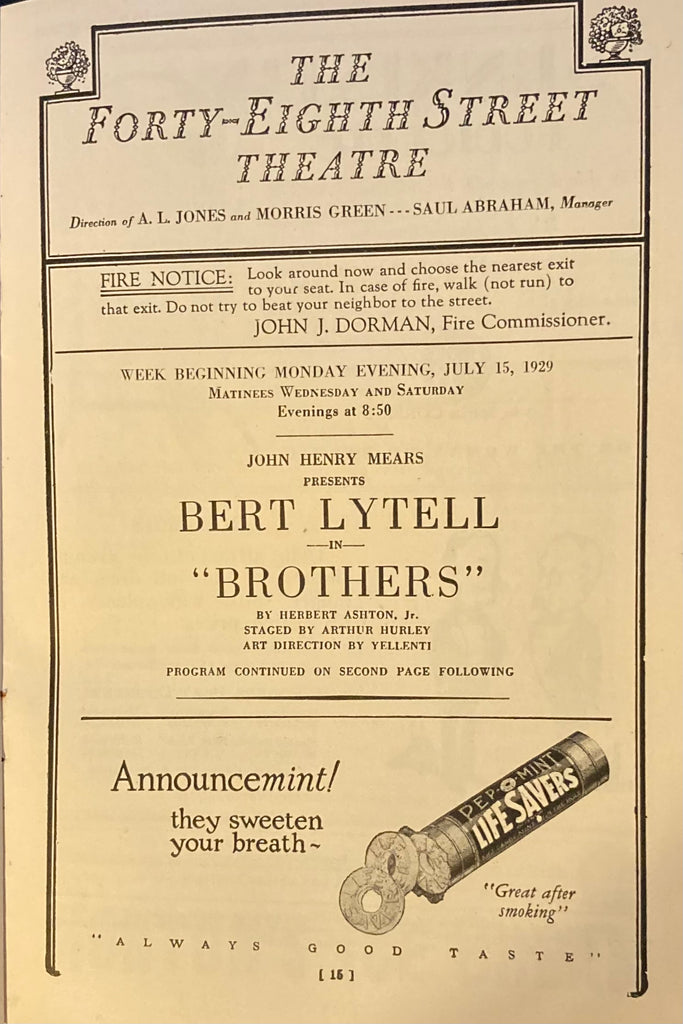 THE
FORTY-EIGHTH STREET
THEATRE
Direction of A. L. JONES and MORRIS GREEN---SAUL ABRAHAM, Manager
FIRE NOTICE: Look around now and choose the nearest exit
to your seat. In case of fire, walk (not run) to
that exit. Do not try to beat your neighbor to the street.
JOHN J. DORMAN, Fire Commissioner.
WEEK BEGINNING MONDAY EVENING, JULY 15, 1929
MATINEES WEDNESDAY AND SATURDAY
Evenings at 8:50
JOHN HENRY MEARS
PRESENTS
BERT LYTELL
—IN—
"BROTHERS"
BY HERBERT ASHTON, Jr.
STAGED BY ARTHUR HURLEY
ART DIRECTION BY YELLENTI
PROGRAM CONTINUED ON SECOND PAGE FOLLOWING
Announcemint!
they sweeten
your breath~
PEP-O-MINT
LIFE SAVERS
"Great after
smoking"
"ALWAYS GOOD TASTE"
[ 15 ]